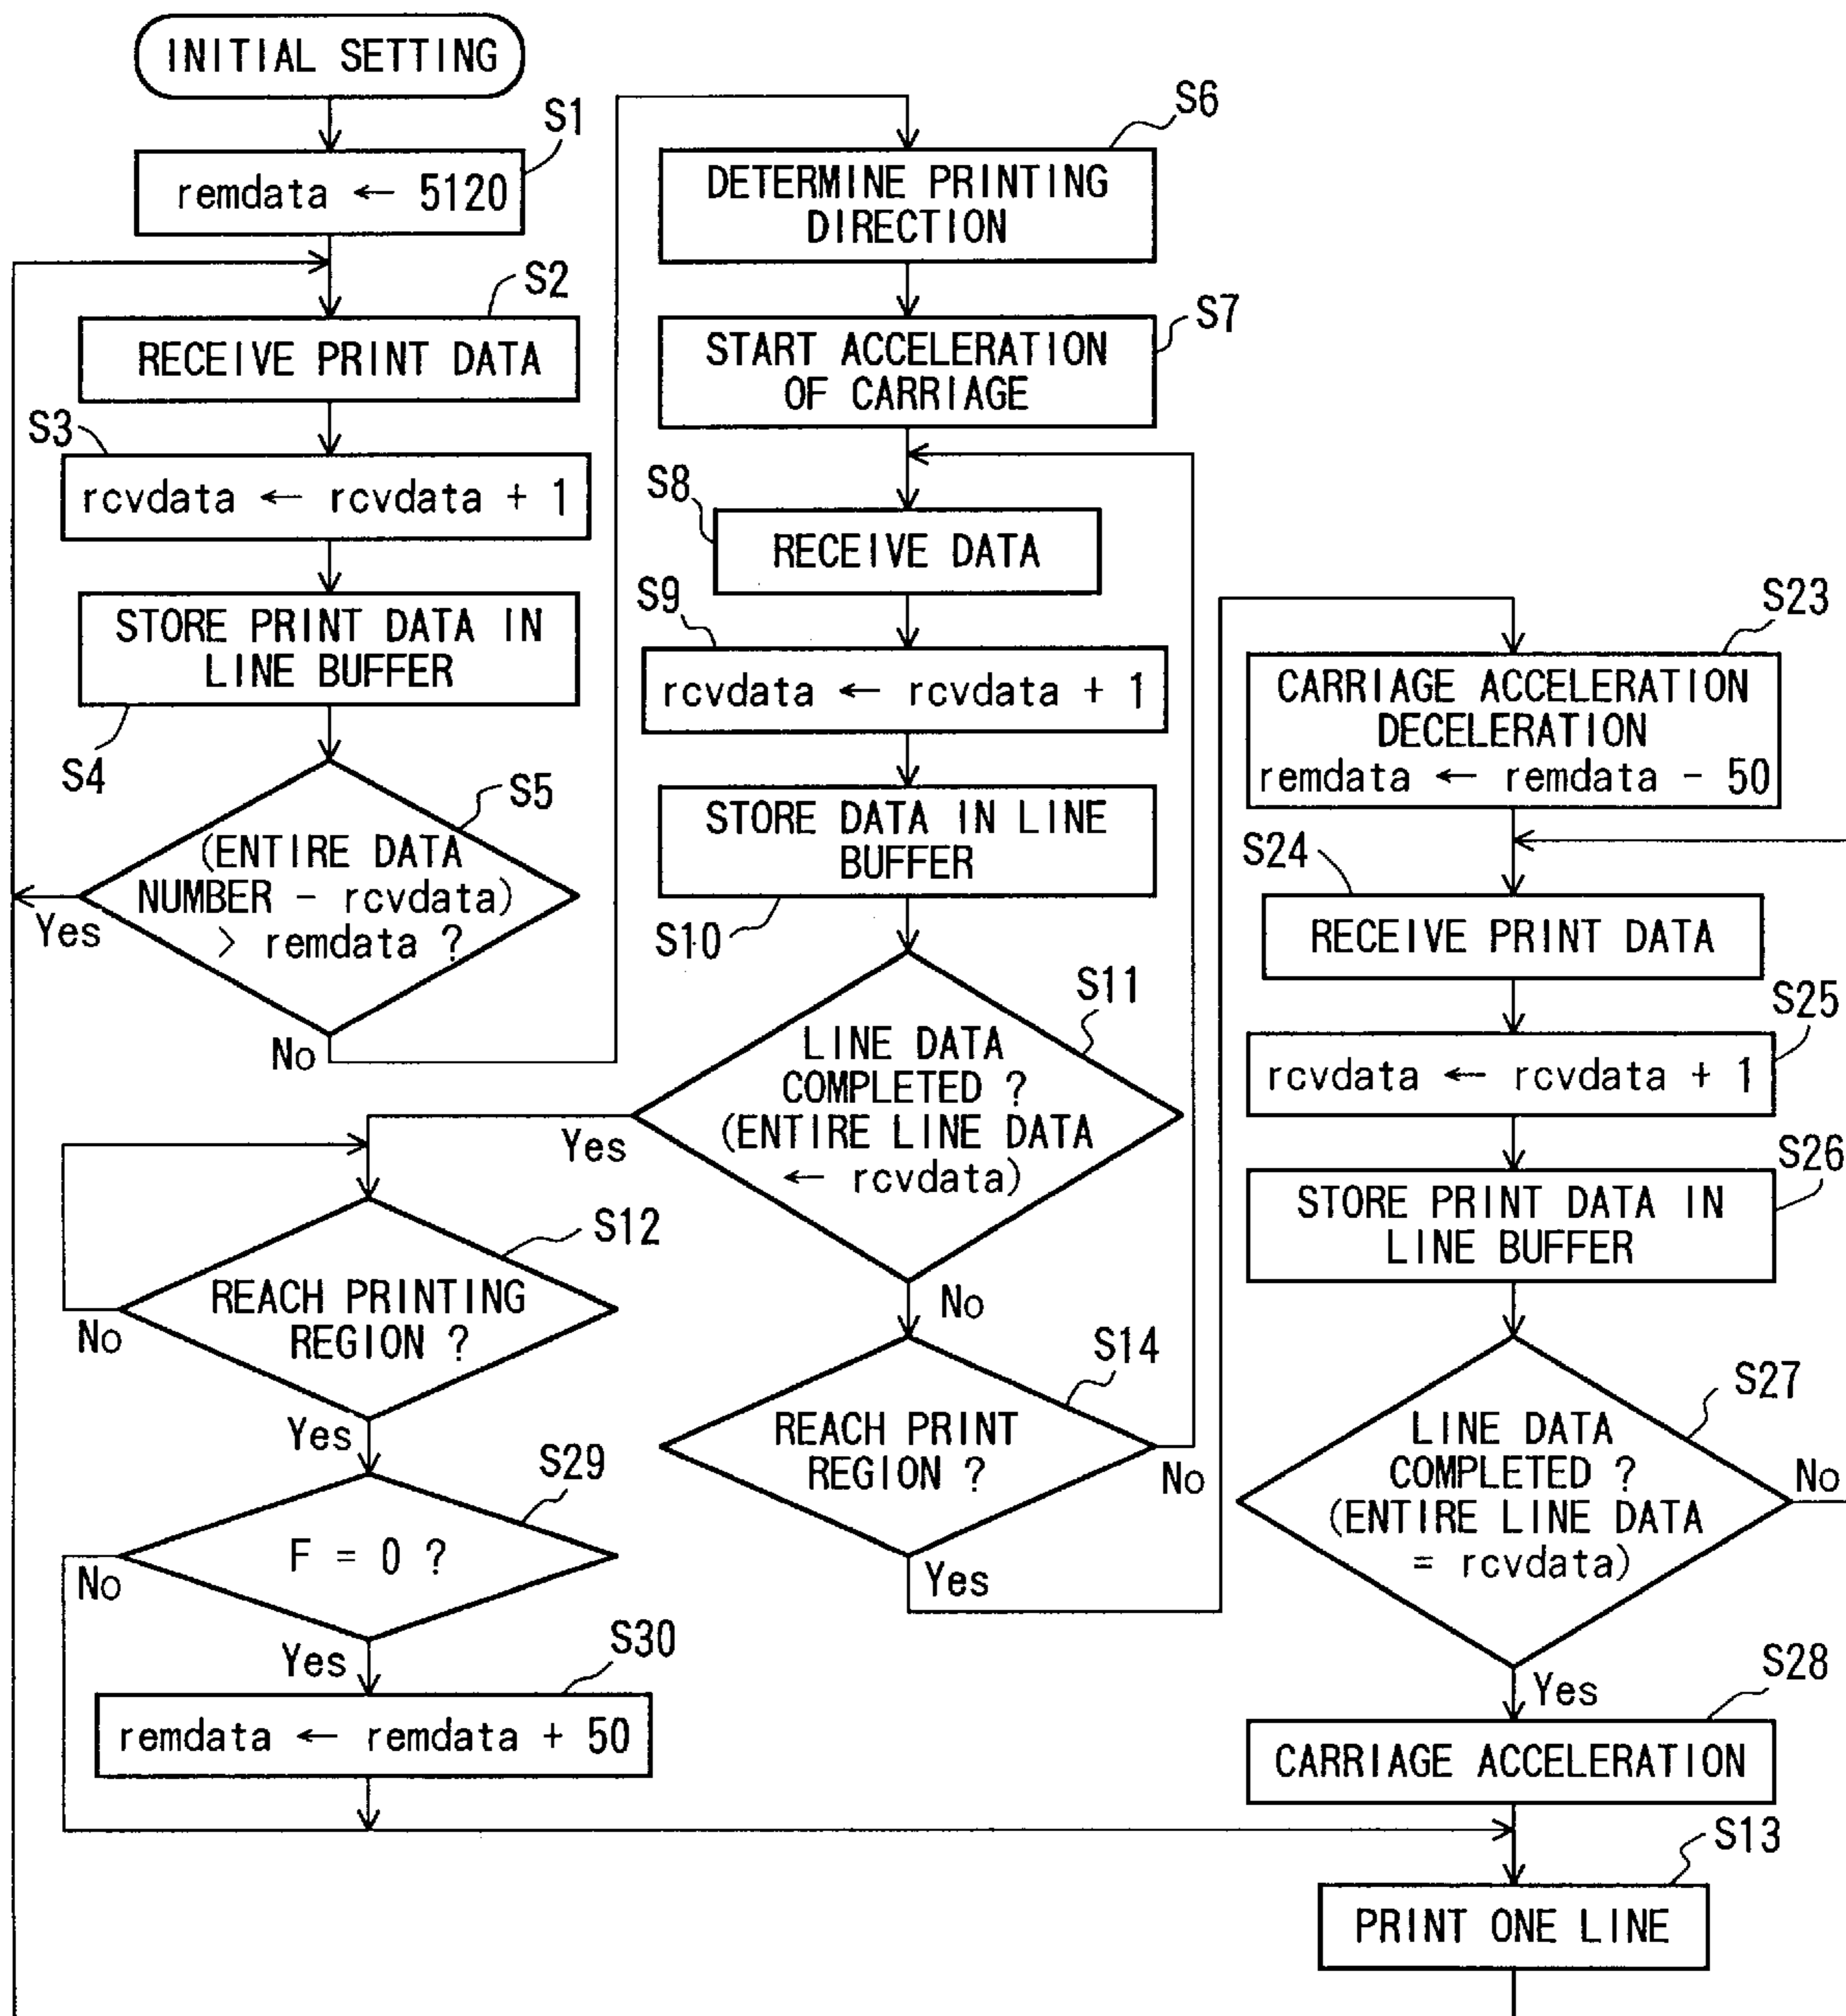 INITIAL SETTING
S1
remdata ← 5120
S2
RECEIVE PRINT DATA
S3
rcvdata ← rcvdata + 1
STORE PRINT DATA IN
LINE BUFFER
S4
S5
(ENTIRE DATA
NUMBER - rcvdata)
> remdata ?
Yes
No
S6
DETERMINE PRINTING
DIRECTION
S7
START ACCELERATION
OF CARRIAGE
S8
RECEIVE DATA
S9
rcvdata ← rcvdata + 1
STORE DATA IN LINE
BUFFER
S10
S11
LINE DATA
COMPLETED ?
(ENTIRE LINE DATA
← rcvdata)
Yes
No
S12
REACH PRINTING
REGION ?
No
Yes
S29
F = 0 ?
No
Yes
S30
remdata ← remdata + 50
S14
REACH PRINT
REGION ?
No
Yes
S23
CARRIAGE ACCELERATION
DECELERATION
remdata ← remdata - 50
S24
RECEIVE PRINT DATA
S25
rcvdata ← rcvdata + 1
S26
STORE PRINT DATA IN
LINE BUFFER
S27
LINE DATA
COMPLETED ?
(ENTIRE LINE DATA
= rcvdata)
No
Yes
S28
CARRIAGE ACCELERATION
S13
PRINT ONE LINE